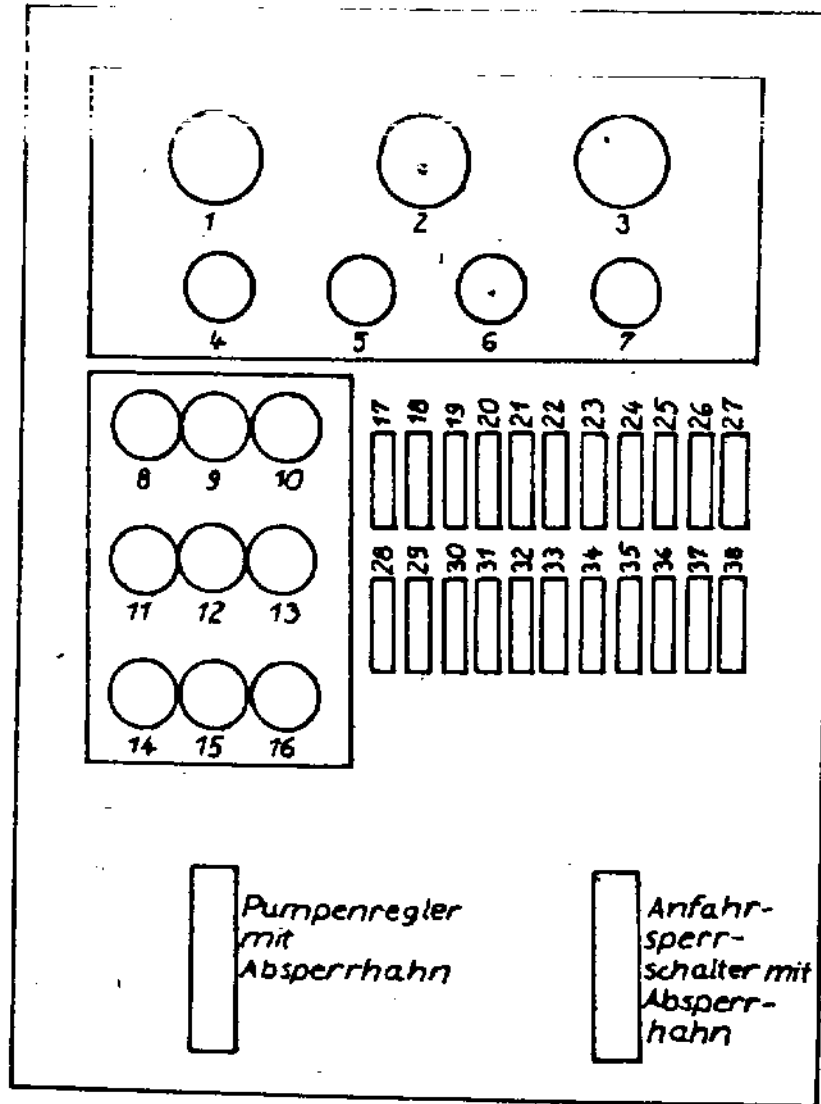 1 2 3
4 5 6 7
8 9 10
11 12 13
14 15 16
17 18 19 20 21 22 23 24 25 26 27
28 29 30 31 32 33 34 35 36 37 38
Pumpenregler
mit
Absperrhahn
Anfahr-
sperr-
schalter mit
Absperr-
hahn